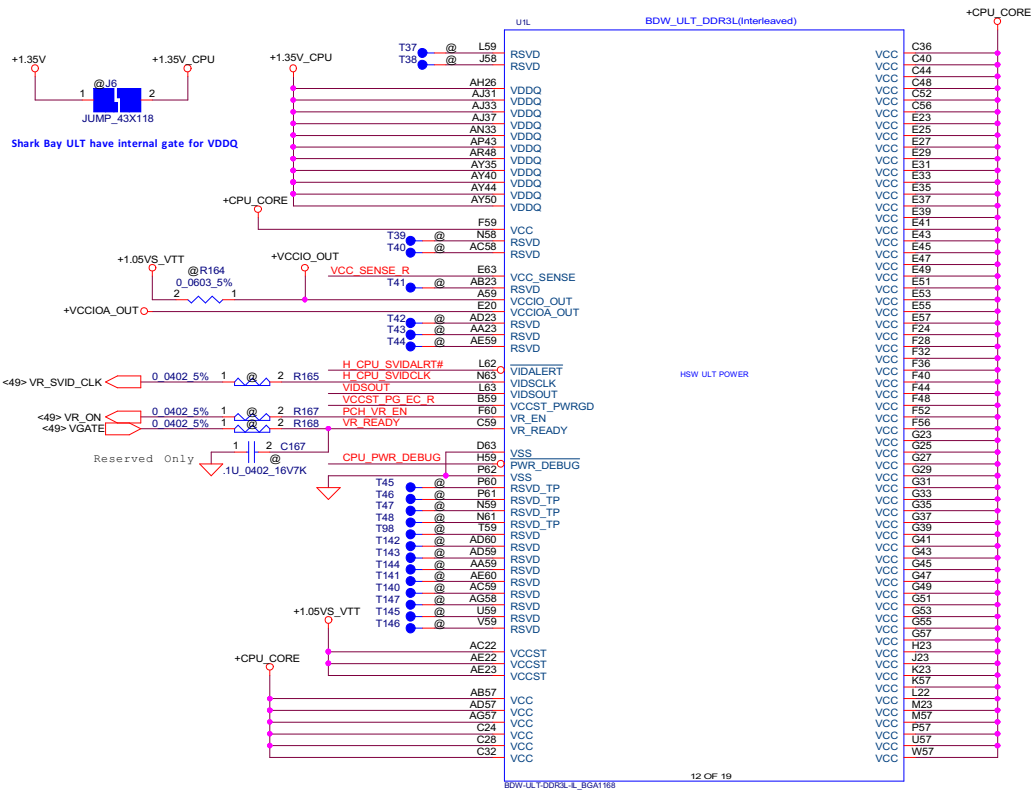 +CPU_CORE
U1L
BDW_ULT_DDR3L(Interleaved)
+1.35V
+1.35V_CPU
@J6
1 2
JUMP_43X118
Shark Bay ULT have internal gate for VDDQ
T37 @ L59 RSVD
T38 @ J58 RSVD
+1.35V_CPU
AH26 VDDQ
AJ31 VDDQ
AJ33 VDDQ
AJ37 VDDQ
AN33 VDDQ
AP43 VDDQ
AR48 VDDQ
AY35 VDDQ
AY40 VDDQ
AY44 VDDQ
AY50 VDDQ
+CPU_CORE
F59 VCC
T39 @ N58 RSVD
T40 @ AC58 RSVD
+1.05VS_VTT
+VCCIO_OUT
@R164
0_0603_5%
2 1
VCC_SENSE_R E63 VCC_SENSE
T41 @ AB23 RSVD
A59 VCCIO_OUT
+VCCIOA_OUT E20 VCCIOA_OUT
T42 @ AD23 RSVD
T43 @ AA23 RSVD
T44 @ AE59 RSVD
H_CPU_SVIDALRT# L62 VIDALERT
<49> VR_SVID_CLK 0_0402_5% 1 @ 2 R165 H_CPU_SVIDCLK N63 VIDSCLK
VIDSOUT L63 VIDSOUT
VCCST_PG_EC_R B59 VCCST_PWRGD
<49> VR_ON 0_0402_5% 1 @ 2 R167 PCH_VR_EN F60 VR_EN
<49> VGATE 0_0402_5% 1 @ 2 R168 VR_READY C59 VR_READY
1 2 C167
@
.1U_0402_16V7K
Reserved Only
D63 VSS
CPU_PWR_DEBUG H59 PWR_DEBUG
P62 VSS
T45 @ P60 RSVD_TP
T46 @ P61 RSVD_TP
T47 @ N59 RSVD_TP
T48 @ N61 RSVD_TP
T98 @ T59 RSVD
T142 @ AD60 RSVD
T143 @ AD59 RSVD
T144 @ AA59 RSVD
T141 @ AE60 RSVD
T140 @ AC59 RSVD
T147 @ AG58 RSVD
T145 @ U59 RSVD
T146 @ V59 RSVD
+1.05VS_VTT
AC22 VCCST
AE22 VCCST
AE23 VCCST
+CPU_CORE
AB57 VCC
AD57 VCC
AG57 VCC
C24 VCC
C28 VCC
C32 VCC
HSW ULT POWER
VCC C36
VCC C40
VCC C44
VCC C48
VCC C52
VCC C56
VCC E23
VCC E25
VCC E27
VCC E29
VCC E31
VCC E33
VCC E35
VCC E37
VCC E39
VCC E41
VCC E43
VCC E45
VCC E47
VCC E49
VCC E51
VCC E53
VCC E55
VCC E57
VCC F24
VCC F28
VCC F32
VCC F36
VCC F40
VCC F44
VCC F48
VCC F52
VCC F56
VCC G23
VCC G25
VCC G27
VCC G29
VCC G31
VCC G33
VCC G35
VCC G37
VCC G39
VCC G41
VCC G43
VCC G45
VCC G47
VCC G49
VCC G51
VCC G53
VCC G55
VCC G57
VCC H23
VCC J23
VCC K23
VCC K57
VCC L22
VCC M23
VCC M57
VCC P57
VCC U57
VCC W57
12 OF 19
BDW-ULT-DDR3L-IL_BGA1168